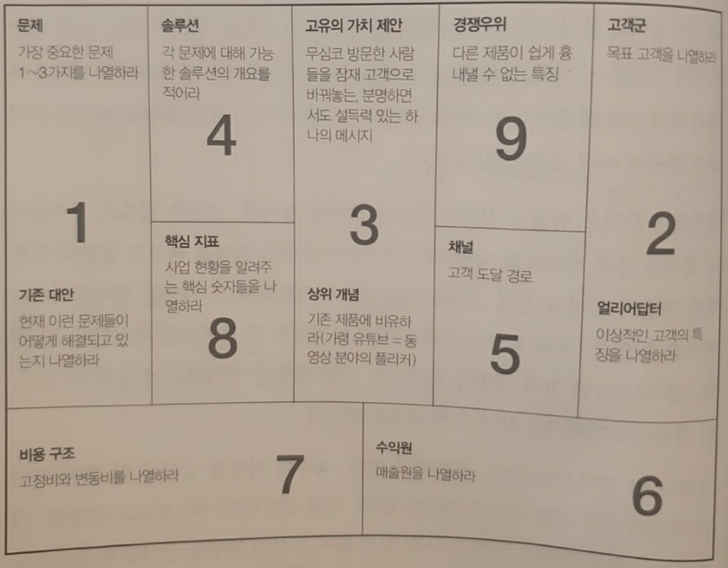 문제
가장 중요한 문제
1~3가지를 나열하라
1
기존 대안
현재 이런 문제들이
어떻게 해결되고 있
는지 나열하라
솔루션
각 문제에 대해 가능
한 솔루션의 개요를
적어라
4
핵심 지표
사업 현황을 알려주
는 핵심 숫자들을 나
열하라
8
고유의 가치 제안
무심코 방문한 사람
들을 잠재 고객으로
바꿔놓는, 분명하면
서도 설득력 있는 하
나의 메시지
3
상위 개념
기존 제품에 비유하
라(가령 유튜브 = 동
영상 분야의 플리커)
경쟁우위
다른 제품이 쉽게 흉
내낼 수 없는 특징
9
채널
고객 도달 경로
5
고객군
목표 고객을 나열하라
2
얼리어답터
이상적인 고객의 특
징을 나열하라
비용 구조
고정비와 변동비를 나열하라
7
수익원
매출원을 나열하라
6